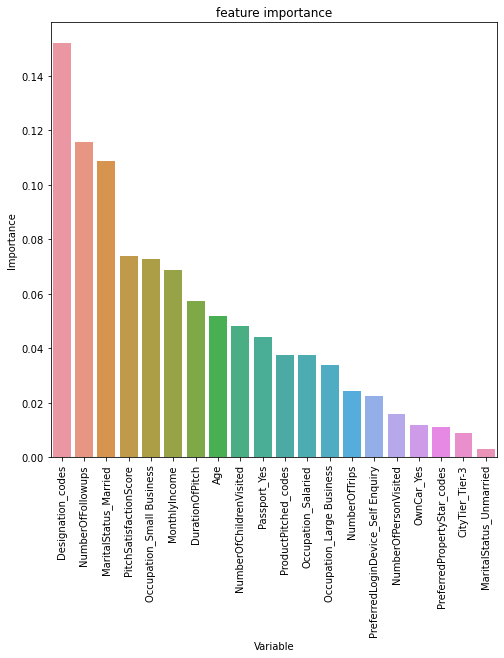 feature importance
Importance
0.14
0.12
0.10
0.08
0.06
0.04
0.02
0.00
Designation_codes
NumberOfFollowups
MaritalStatus_Married
PitchSatisfactionScore
Occupation_Small Business
MonthlyIncome
DurationOfPitch
Age
NumberOfChildrenVisited
Passport_Yes
ProductPitched_codes
Occupation_Salaried
Occupation_Large Business
NumberOfTrips
PreferredLoginDevice_Self Enquiry
NumberOfPersonVisited
OwnCar_Yes
PreferredPropertyStar_codes
CityTier_Tier-3
MaritalStatus_Unmarried
Variable